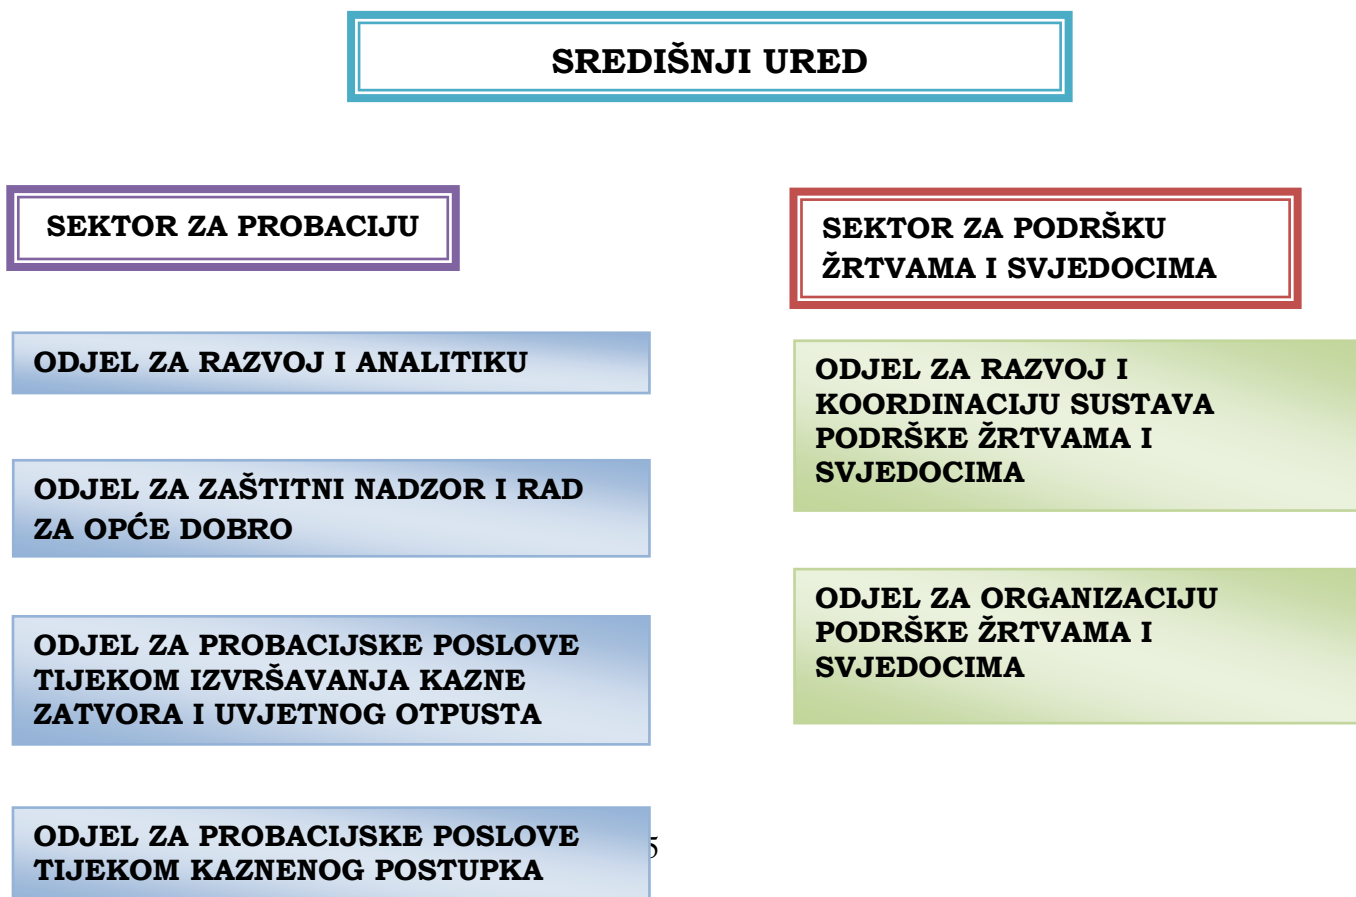 SREDIŠNJI URED
SEKTOR ZA PROBACIJU
ODJEL ZA RAZVOJ I ANALITIKU
ODJEL ZA ZAŠTITNI NADZOR I RAD
ZA OPĆE DOBRO
ODJEL ZA PROBACIJSKE POSLOVE
TIJEKOM IZVRŠAVANJA KAZNE
ZATVORA I UVJETNOG OTPUSTA
ODJEL ZA PROBACIJSKE POSLOVE
TIJEKOM KAZNENOG POSTUPKA
SEKTOR ZA PODRŠKU
ŽRTVAMA I SVJEDOCIMA
ODJEL ZA RAZVOJ I
KOORDINACIJU SUSTAVA
PODRŠKE ŽRTVAMA I
SVJEDOCIMA
ODJEL ZA ORGANIZACIJU
PODRŠKE ŽRTVAMA I
SVJEDOCIMA
5